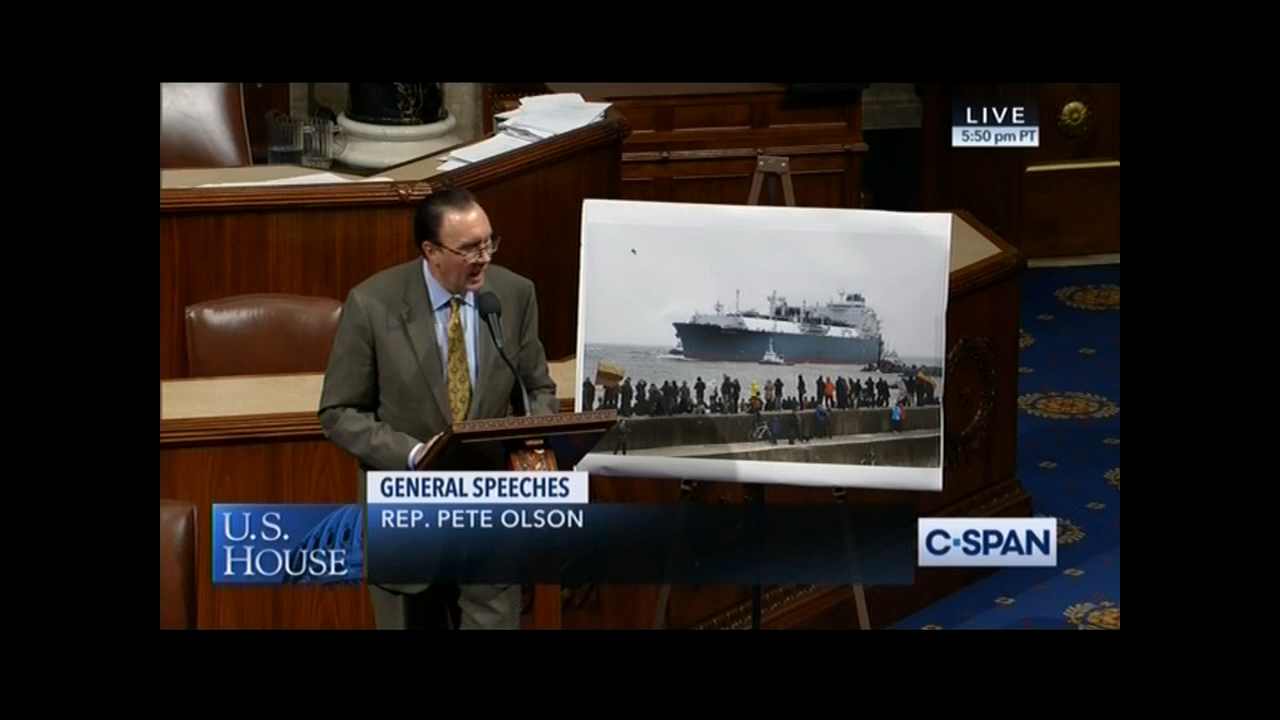 LIVE
5:50 pm PT
GENERAL SPEECHES
REP. PETE OLSON
U.S.
HOUSE
C-SPAN